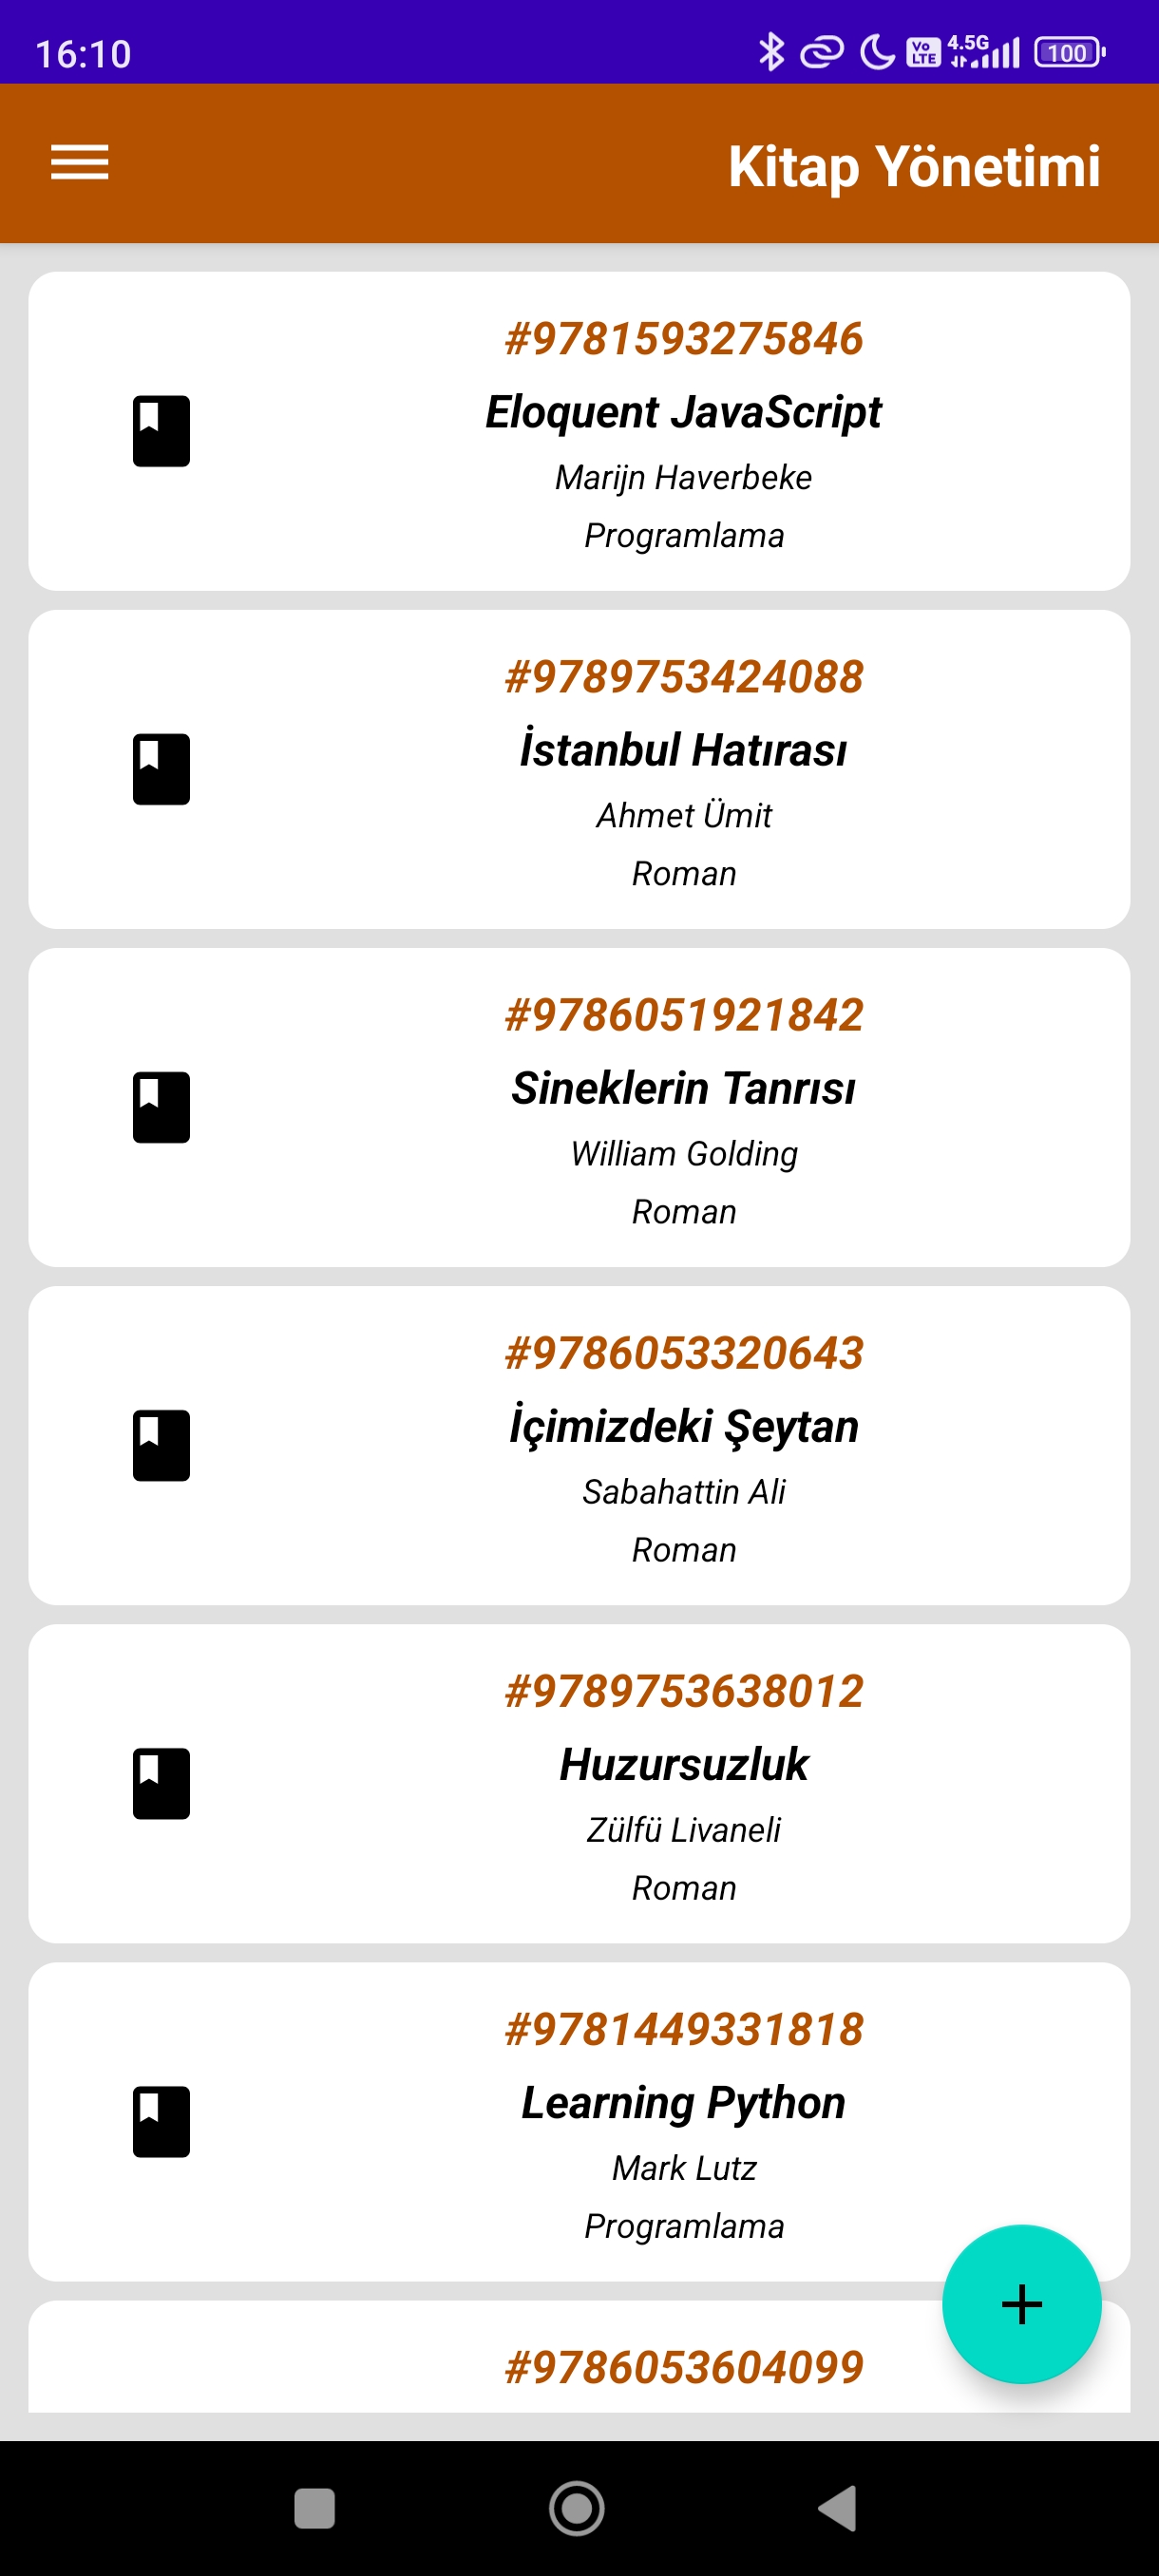 16:10
Vo LTE 4.5G 100
Kitap Yönetimi
#9781593275846
Eloquent JavaScript
Marijn Haverbeke
Programlama
#9789753424088
İstanbul Hatırası
Ahmet Ümit
Roman
#9786051921842
Sineklerin Tanrısı
William Golding
Roman
#9786053320643
İçimizdeki Şeytan
Sabahattin Ali
Roman
#9789753638012
Huzursuzluk
Zülfü Livaneli
Roman
#9781449331818
Learning Python
Mark Lutz
Programlama
+
#9786053604099